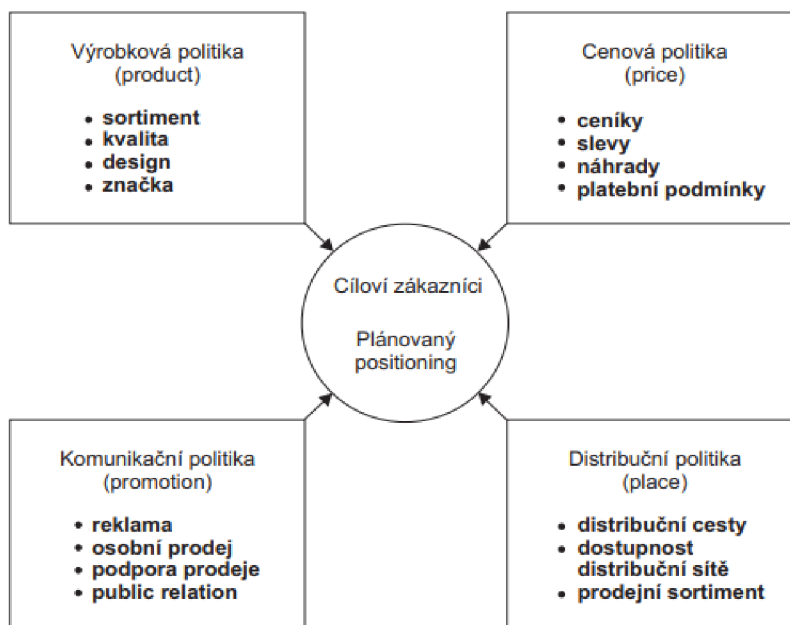 Výrobková politika
(product)
• sortiment
• kvalita
• design
• značka
Cenová politika
(price)
• ceníky
• slevy
• náhrady
• platební podmínky
Cíloví zákazníci
Plánovaný
positioning
Komunikační politika
(promotion)
• reklama
• osobní prodej
• podpora prodeje
• public relation
Distribuční politika
(place)
• distribuční cesty
• dostupnost
distribuční sítě
• prodejní sortiment